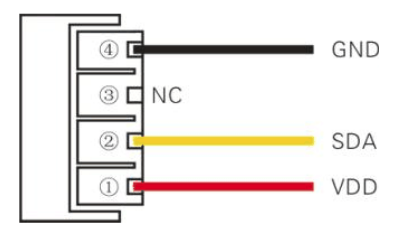 ④ GND
③ NC
② SDA
① VDD